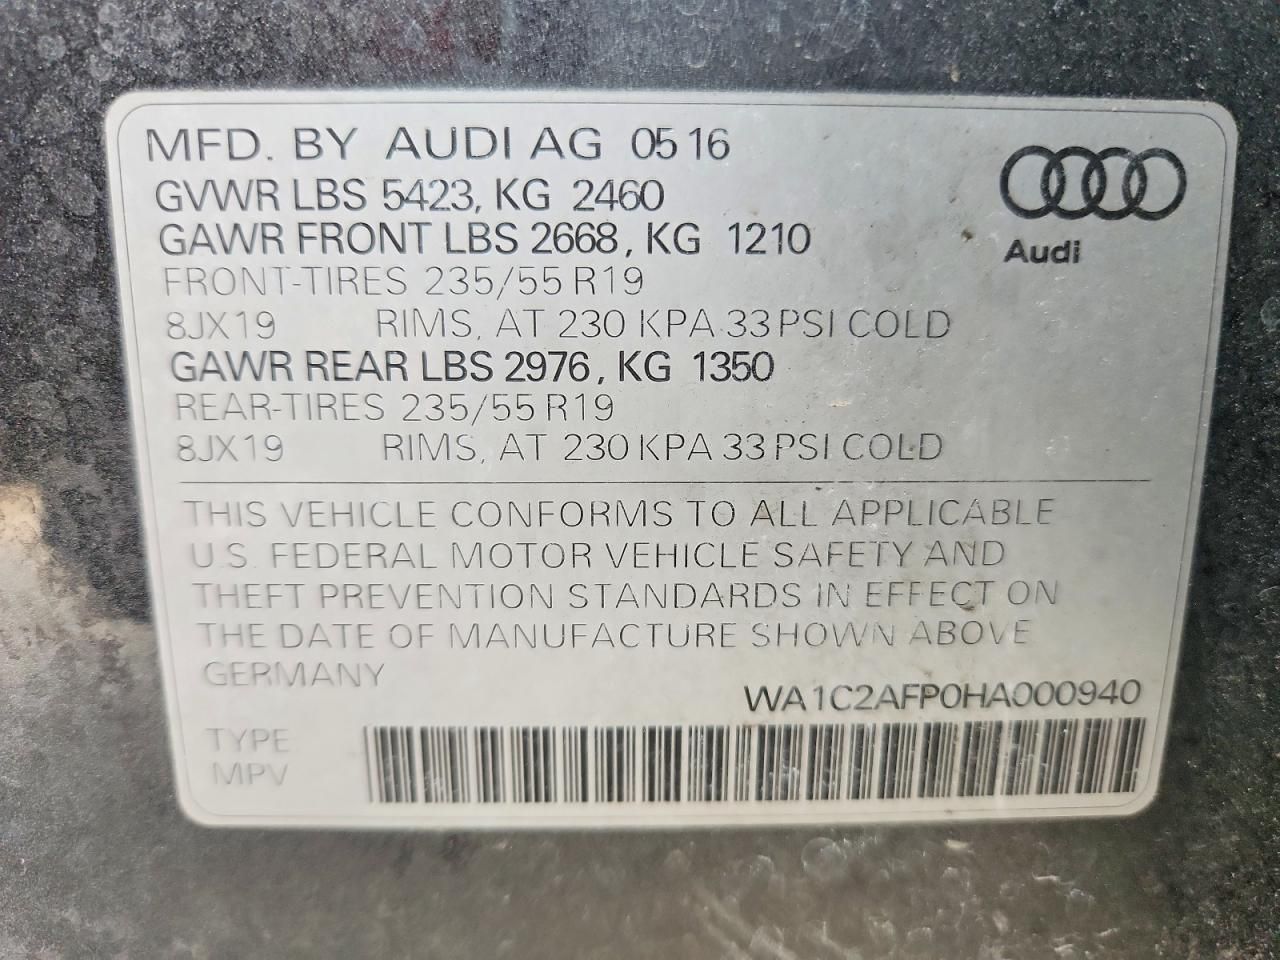 MFD. BY AUDI AG 05 16
GVWR LBS 5423, KG 2460
GAWR FRONT LBS 2668, KG 1210
FRONT-TIRES 235/55 R19
8JX19 RIMS, AT 230 KPA 33 PSI COLD
GAWR REAR LBS 2976, KG 1350
REAR-TIRES 235/55 R19
8JX19 RIMS, AT 230 KPA 33 PSI COLD
Audi
THIS VEHICLE CONFORMS TO ALL APPLICABLE
U.S. FEDERAL MOTOR VEHICLE SAFETY AND
THEFT PREVENTION STANDARDS IN EFFECT ON
THE DATE OF MANUFACTURE SHOWN ABOVE
GERMANY
WA1C2AFP0HA000940
TYPE
MPV